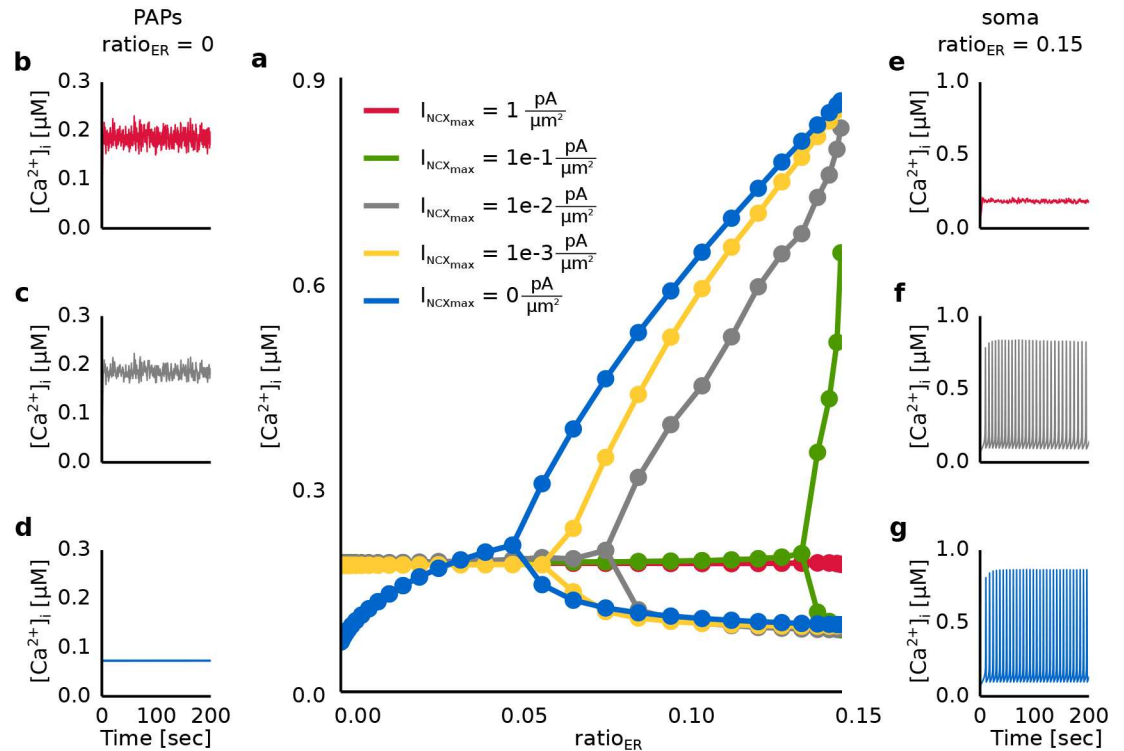 PAPs
ratioER = 0
b
0.3
0.2
0.1
0.0
[Ca2+]i [µM]
c
0.3
0.2
0.1
0.0
[Ca2+]i [µM]
d
0.3
0.2
0.1
0.0
[Ca2+]i [µM]
0 100 200
Time [sec]
a
0.9
0.6
0.3
0.0
[Ca2+]i [µM]
INCXmax = 1 pA/µm²
INCXmax = 1e-1 pA/µm²
INCXmax = 1e-2 pA/µm²
INCXmax = 1e-3 pA/µm²
INCXmax = 0 pA/µm²
0.00 0.05 0.10 0.15
ratioER
soma
ratioER = 0.15
e
1.0
0.5
0.0
[Ca2+]i [µM]
f
1.0
0.5
0.0
[Ca2+]i [µM]
g
1.0
0.5
0.0
[Ca2+]i [µM]
0 100 200
Time [sec]